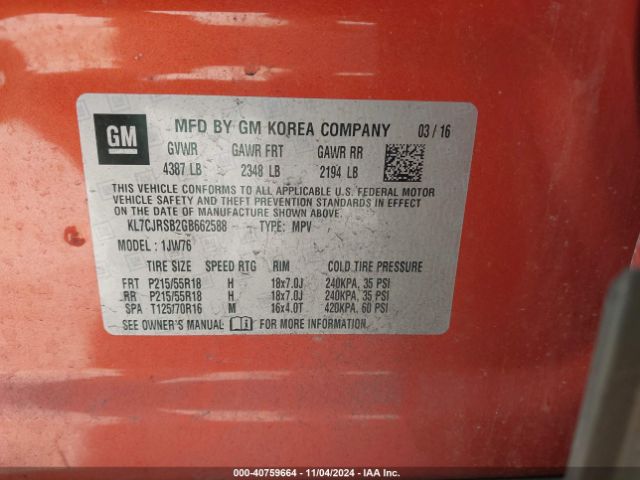 GM
MFD BY GM KOREA COMPANY 03 / 16
GVWR GAWR FRT GAWR RR
4387 LB 2348 LB 2194 LB
THIS VEHICLE CONFORMS TO ALL APPLICABLE U.S. FEDERAL MOTOR
VEHICLE SAFETY AND THEFT PREVENTION STANDARDS IN EFFECT ON
THE DATE OF MANUFACTURE SHOWN ABOVE.
KL7CJRSB2GB662588 TYPE: MPV
MODEL : 1JW76
TIRE SIZE SPEED RTG RIM COLD TIRE PRESSURE
FRT P215/55R18 H 18x7.0J 240KPA, 35 PSI
RR P215/55R18 H 18x7.0J 240KPA, 35 PSI
SPA T125/70R16 M 16x4.0T 420KPA, 60 PSI
SEE OWNER'S MANUAL FOR MORE INFORMATION
000-40759664 - 11/04/2024 - IAA Inc.